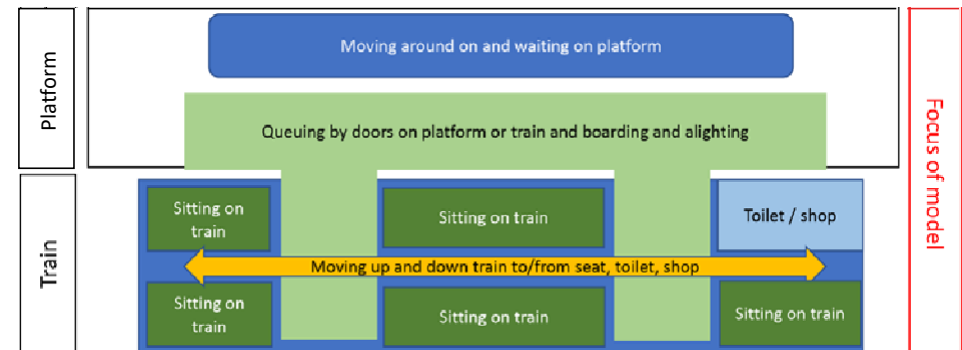 Platform
Moving around on and waiting on platform
Queuing by doors on platform or train and boarding and alighting
Focus of model
Train
Sitting on
train
Sitting on train
Toilet / shop
Moving up and down train to/from seat, toilet, shop
Sitting on
train
Sitting on train
Sitting on train